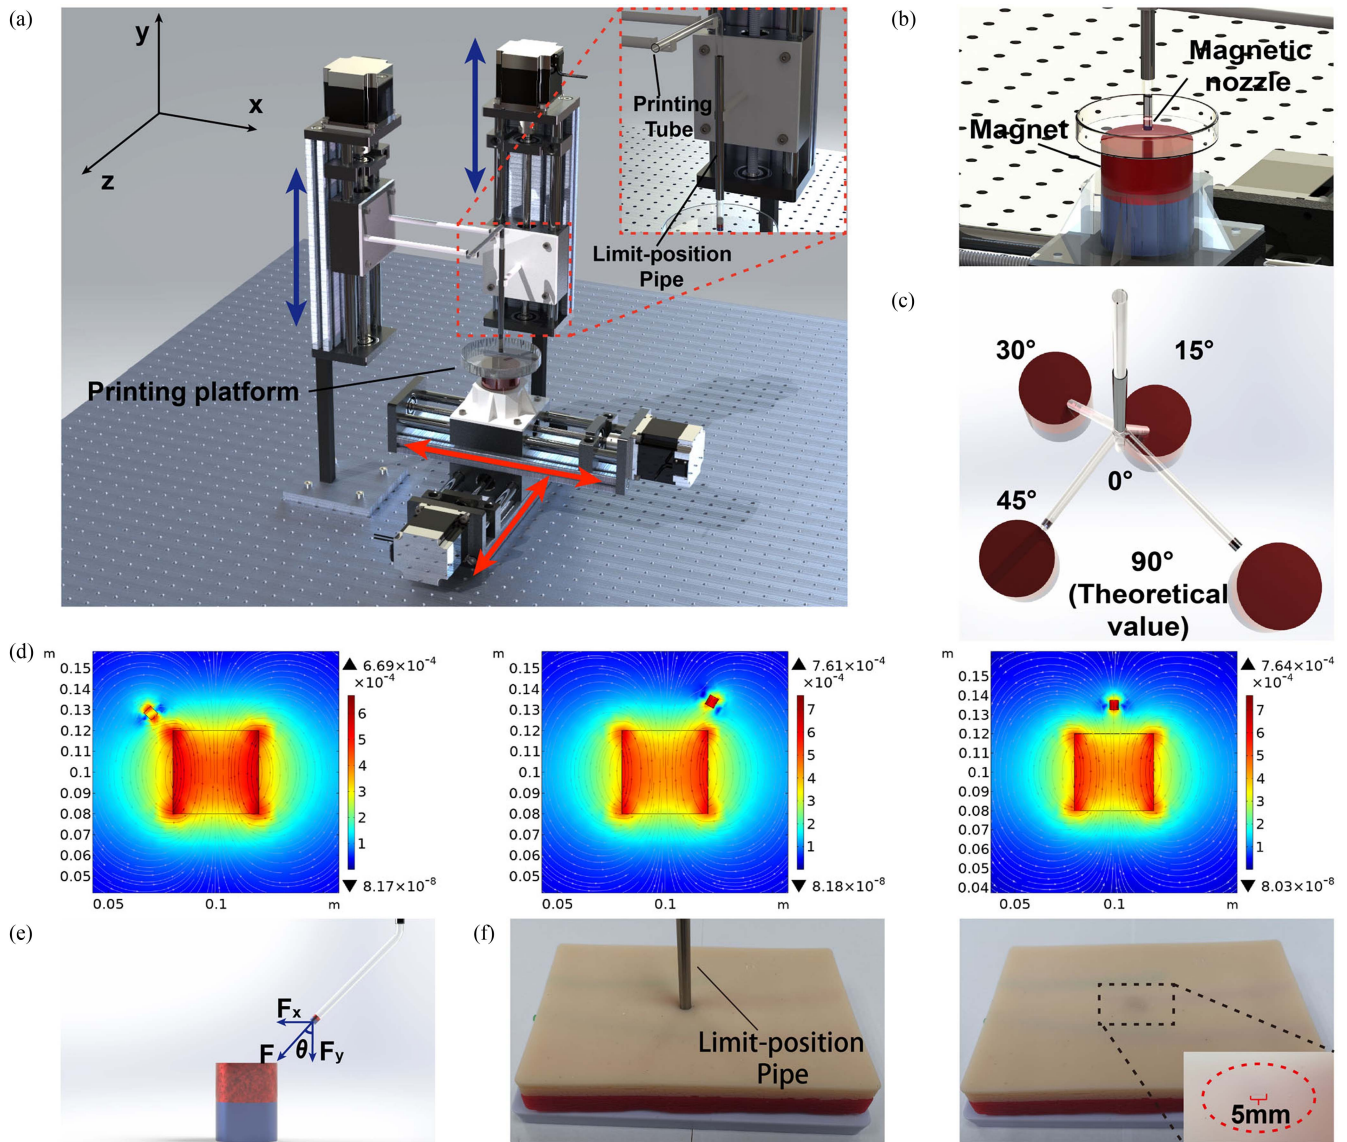 (a)
y
x
z
Printing
Tube
Limit-position
Pipe
Printing platform
(b)
Magnetic
nozzle
Magnet
(c)
30°
15°
0°
45°
90°
(Theoretical
value)
(d)
m
0.15
0.14
0.13
0.12
0.11
0.1
0.09
0.08
0.07
0.06
0.05
0.05
0.1
m
6.69×10⁻⁴
×10⁻⁴
6
5
4
3
2
1
8.17×10⁻⁸
m
0.15
0.14
0.13
0.12
0.11
0.1
0.09
0.08
0.07
0.06
0.05
0.05
0.1
m
7.61×10⁻⁴
×10⁻⁴
7
6
5
4
3
2
1
8.18×10⁻⁸
m
0.15
0.14
0.13
0.12
0.11
0.1
0.09
0.08
0.07
0.06
0.05
0.04
0.05
0.1
m
7.64×10⁻⁴
×10⁻⁴
7
6
5
4
3
2
1
8.03×10⁻⁸
(e)
Fx
F
θ
Fy
(f)
Limit-position
Pipe
5mm